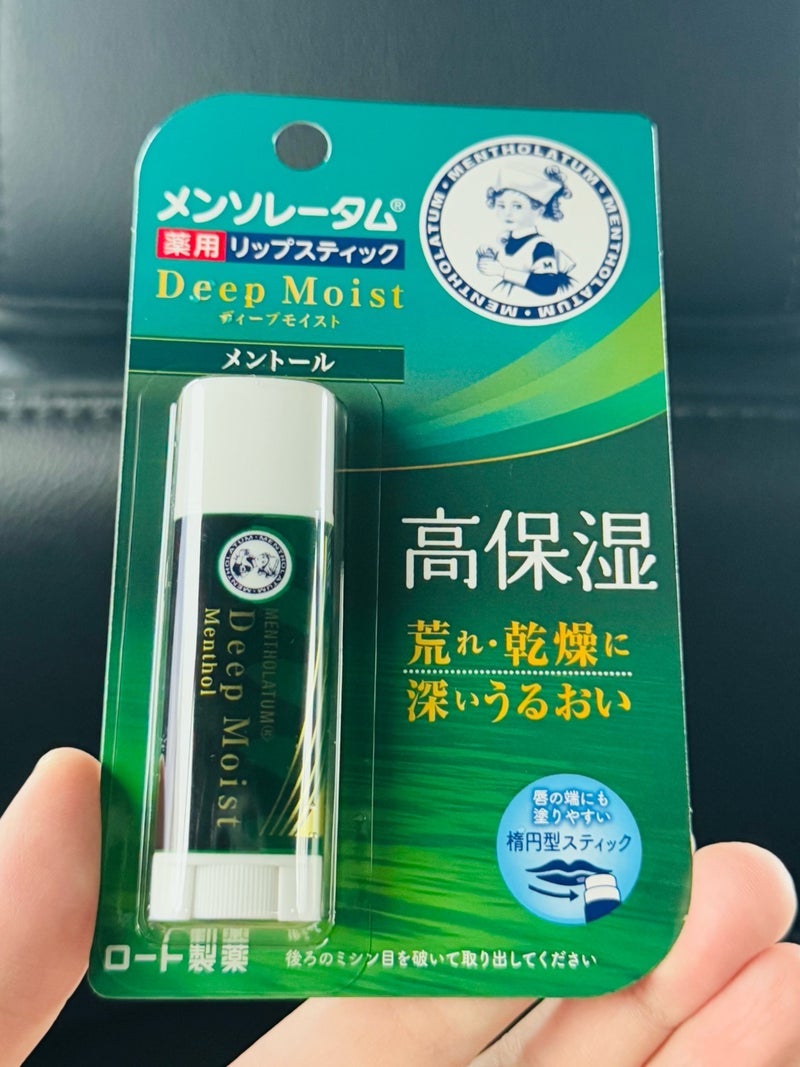 メンソレータム®
薬用 リップスティック
Deep Moist
ディープモイスト
メントール
MENTHOLATUM • MENTHOLATUM • MENTHOLATUM •
高保湿
荒れ・乾燥に
深いうるおい
唇の端にも
塗りやすい
楕円型スティック
MENTHOLATUM • MENTHOLATUM
MENTHOLATUM®
Deep Moist
Menthol
ロート製薬
後ろのミシン目を破いて取り出してください